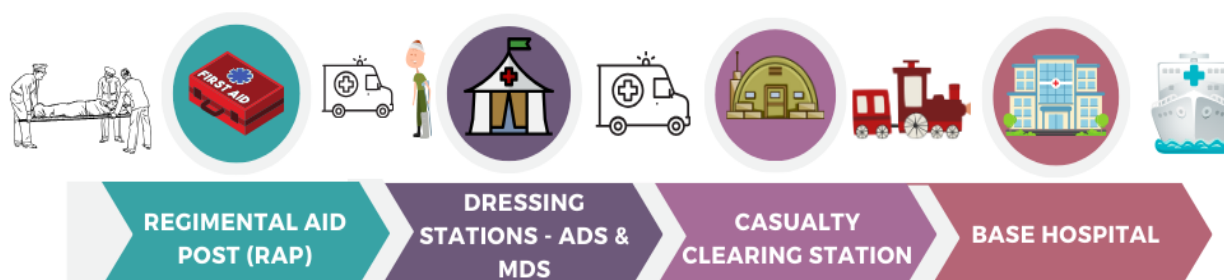 FIRST AID
REGIMENTAL AID
POST (RAP)
DRESSING
STATIONS - ADS &
MDS
CASUALTY
CLEARING STATION
BASE HOSPITAL